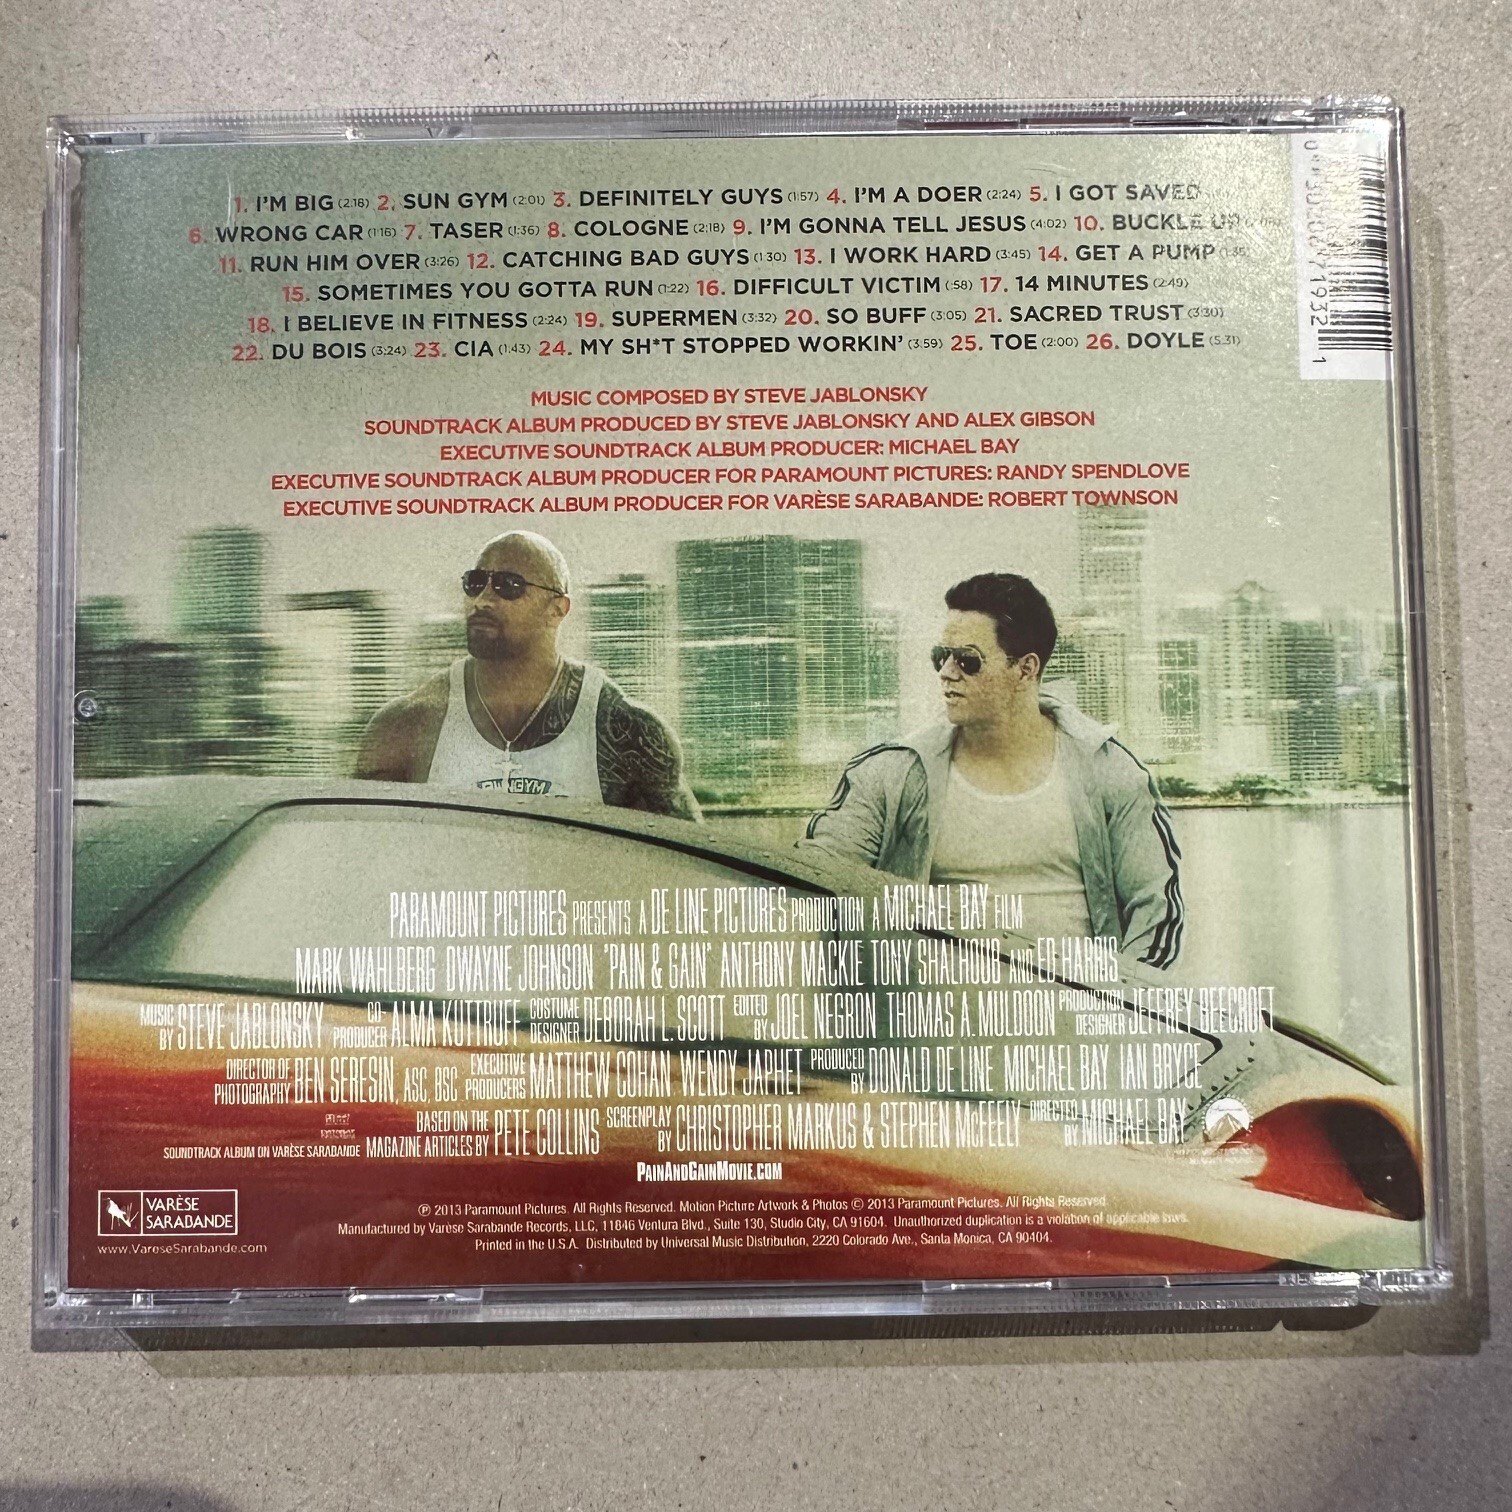 1. I'M BIG (2:18) 2. SUN GYM (2:01) 3. DEFINITELY GUYS (1:57) 4. I'M A DOER (2:24) 5. I GOT SAVED
6. WRONG CAR (1:16) 7. TASER (1:36) 8. COLOGNE (2:18) 9. I'M GONNA TELL JESUS (4:02) 10. BUCKLE UP
11. RUN HIM OVER (3:26) 12. CATCHING BAD GUYS (1:30) 13. I WORK HARD (3:45) 14. GET A PUMP
15. SOMETIMES YOU GOTTA RUN (1:22) 16. DIFFICULT VICTIM (:58) 17. 14 MINUTES (2:49)
18. I BELIEVE IN FITNESS (2:24) 19. SUPERMEN (3:32) 20. SO BUFF (3:05) 21. SACRED TRUST (3:30)
22. DU BOIS (3:24) 23. CIA (1:43) 24. MY SH*T STOPPED WORKIN' (3:59) 25. TOE (2:00) 26. DOYLE (5:31)
MUSIC COMPOSED BY STEVE JABLONSKY
SOUNDTRACK ALBUM PRODUCED BY STEVE JABLONSKY AND ALEX GIBSON
EXECUTIVE SOUNDTRACK ALBUM PRODUCER: MICHAEL BAY
EXECUTIVE SOUNDTRACK ALBUM PRODUCER FOR PARAMOUNT PICTURES: RANDY SPENDLOVE
EXECUTIVE SOUNDTRACK ALBUM PRODUCER FOR VARÈSE SARABANDE: ROBERT TOWNSON
GYM
PARAMOUNT PICTURES PRESENTS A DE LINE PICTURES PRODUCTION A MICHAEL BAY FILM
MARK WAHLBERG DWAYNE JOHNSON "PAIN & GAIN" ANTHONY MACKIE TONY SHALHOUB AND ED HARRIS
MUSIC BY STEVE JABLONSKY CO-PRODUCER ALMA KUTTRUFF COSTUME DESIGNER DEBORAH L. SCOTT EDITED BY JOEL NEGRON THOMAS A. MULDOON PRODUCTION DESIGNER JEFFREY BEECROFT
DIRECTOR OF PHOTOGRAPHY BEN SERESIN, ASC, BSC EXECUTIVE PRODUCERS MATTHEW COHAN WENDY JAPHET PRODUCED BY DONALD DE LINE MICHAEL BAY IAN BRYCE
SOUNDTRACK ALBUM ON VARÈSE SARABANDE BASED ON THE MAGAZINE ARTICLES BY PETE COLLINS SCREENPLAY BY CHRISTOPHER MARKUS & STEPHEN McFEELY DIRECTED BY MICHAEL BAY
PAINANDGAINMOVIE.COM
VARÈSE SARABANDE
www.VareseSarabande.com
℗ 2013 Paramount Pictures. All Rights Reserved. Motion Picture Artwork & Photos © 2013 Paramount Pictures. All Rights Reserved.
Manufactured by Varèse Sarabande Records, LLC, 11846 Ventura Blvd., Suite 130, Studio City, CA 91604. Unauthorized duplication is a violation of applicable laws.
Printed in the U.S.A. Distributed by Universal Music Distribution, 2220 Colorado Ave., Santa Monica, CA 90404.